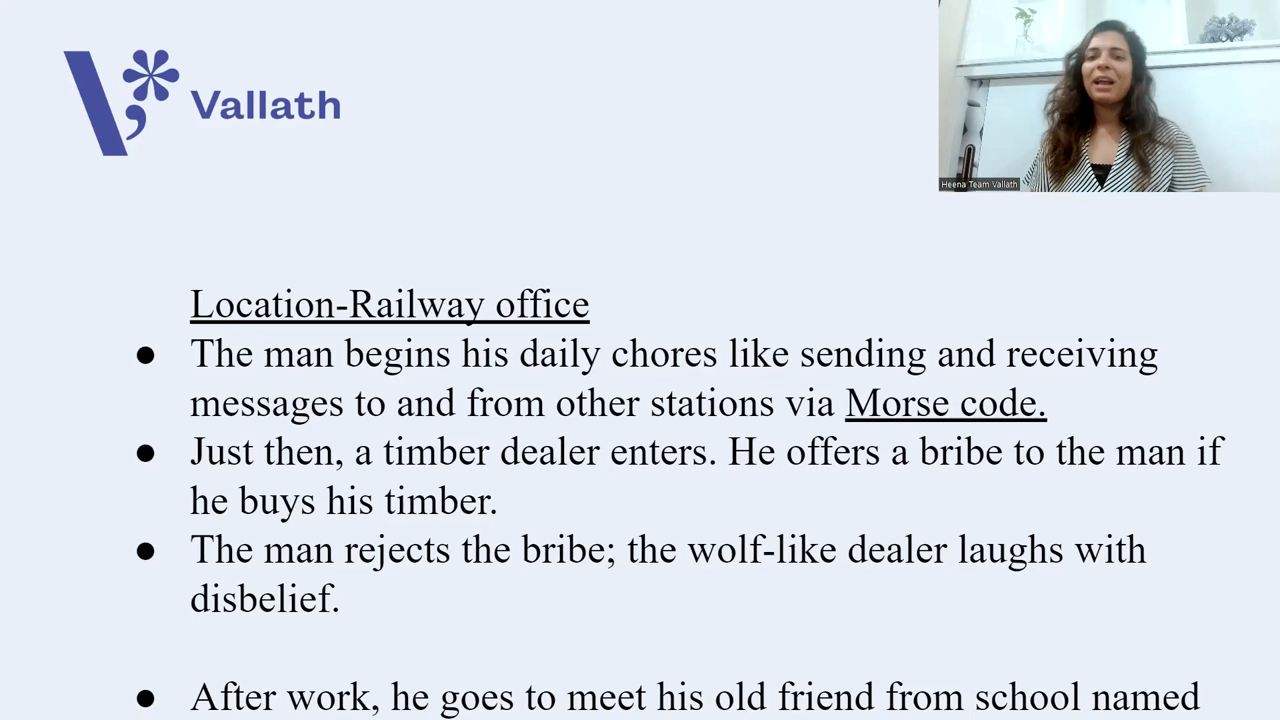 Vallath
Heena Team Vallath
Location-Railway office
● The man begins his daily chores like sending and receiving
messages to and from other stations via Morse code.
● Just then, a timber dealer enters. He offers a bribe to the man if
he buys his timber.
● The man rejects the bribe; the wolf-like dealer laughs with
disbelief.
● After work, he goes to meet his old friend from school named